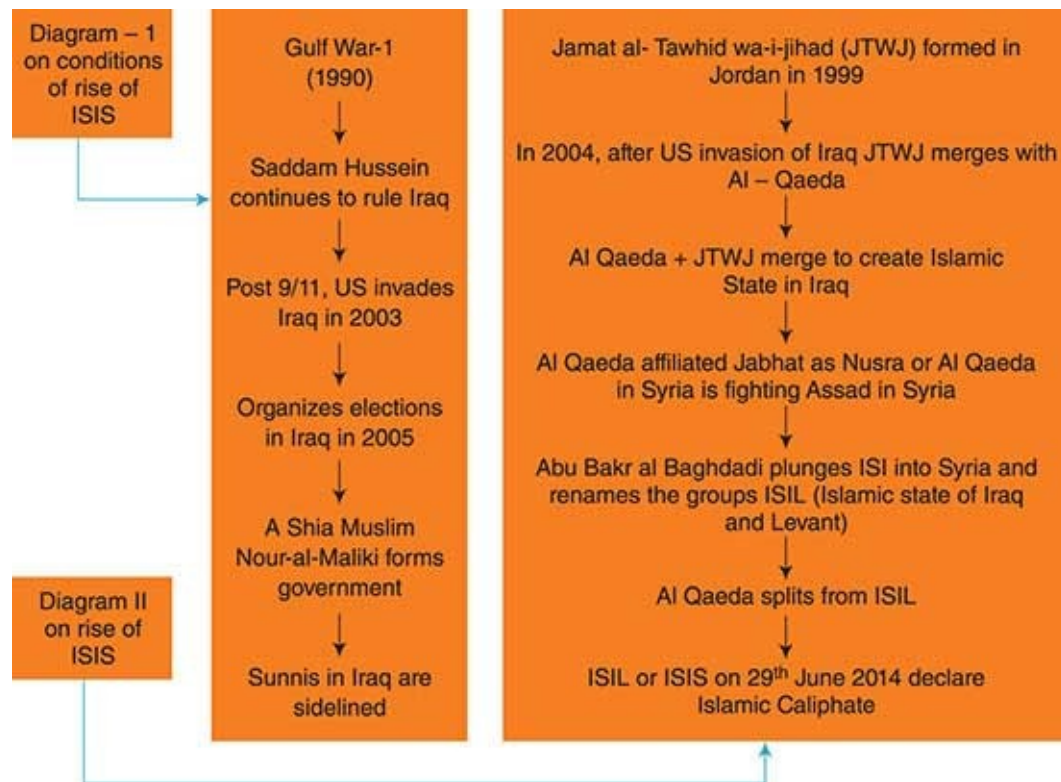 Diagram – 1
on conditions
of rise of
ISIS
Gulf War-1
(1990)
Saddam Hussein
continues to rule Iraq
Post 9/11, US invades
Iraq in 2003
Organizes elections
in Iraq in 2005
A Shia Muslim
Nour-al-Maliki forms
government
Sunnis in Iraq are
sidelined
Diagram II
on rise of
ISIS
Jamat al- Tawhid wa-i-jihad (JTWJ) formed in
Jordan in 1999
In 2004, after US invasion of Iraq JTWJ merges with
Al – Qaeda
Al Qaeda + JTWJ merge to create Islamic
State in Iraq
Al Qaeda affiliated Jabhat as Nusra or Al Qaeda
in Syria is fighting Assad in Syria
Abu Bakr al Baghdadi plunges ISI into Syria and
renames the groups ISIL (Islamic state of Iraq
and Levant)
Al Qaeda splits from ISIL
ISIL or ISIS on 29th June 2014 declare
Islamic Caliphate